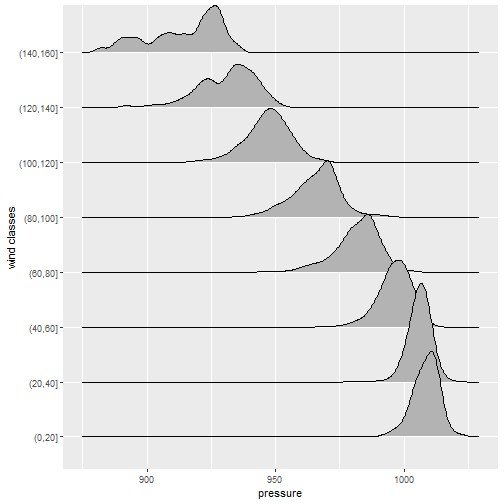 (140,160]
(120,140]
(100,120]
(80,100]
(60,80]
(40,60]
(20,40]
(0,20]
wind classes
900 950 1000
pressure